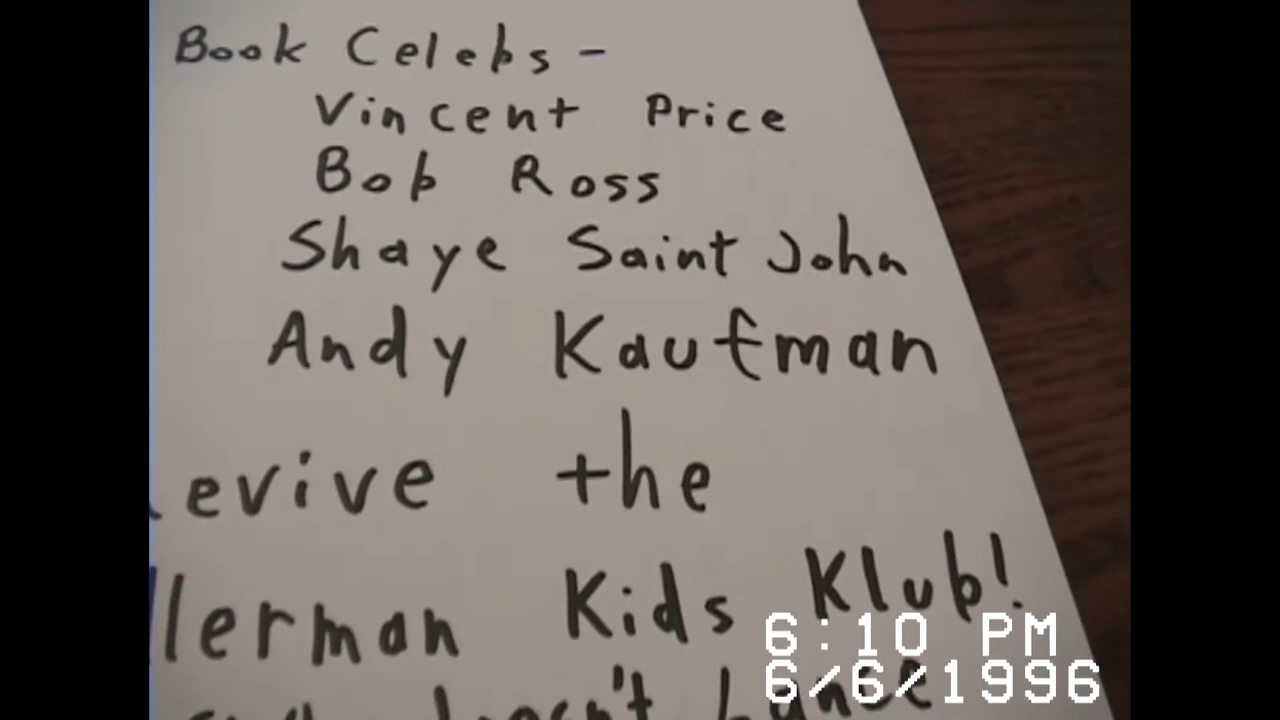 Book Celebs -
Vincent Price
Bob Ross
Shaye Saint John
Andy Kaufman
evive the
llerman Kids Klub!
6:10 PM
6/6/1996